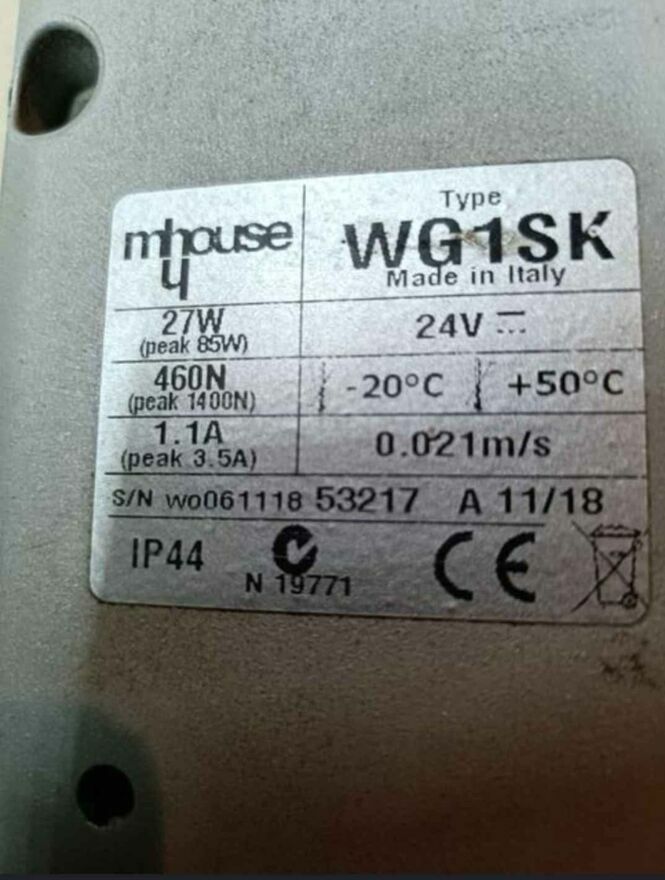 mhouse
Type
WG1SK
Made in Italy
27W
(peak 85W)
24V
460N
(peak 1400N)
-20°C
+50°C
1.1A
(peak 3.5A)
0.021m/s
S/N wo061118 53217 A 11/18
IP44
N 19771
CE